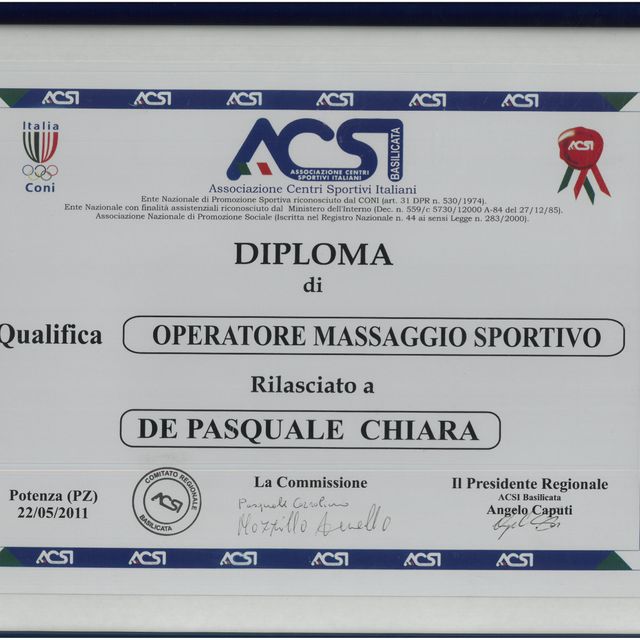 ACSI ACSI ACSI ACSI ACSI ACSI
Italia
Coni
ACSI
BASILICATA
ASSOCIAZIONE CENTRI
SPORTIVI ITALIANI
ACSI
Associazione Centri Sportivi Italiani
Ente Nazionale di Promozione Sportiva riconosciuto dal CONI (art. 31 DPR n. 530/1974).
Ente Nazionale con finalità assistenziali riconosciuto dal Ministero dell'Interno (Dec. n. 559/c 5730/12000 A-84 del 27/12/85).
Associazione Nazionale di Promozione Sociale (Iscritta nel Registro Nazionale n. 44 ai sensi Legge n. 283/2000).
DIPLOMA
di
Qualifica OPERATORE MASSAGGIO SPORTIVO
Rilasciato a
DE PASQUALE CHIARA
Potenza (PZ)
22/05/2011
COMITATO REGIONALE
ACSI
BASILICATA
La Commissione
Pasquale
Il Presidente Regionale
ACSI Basilicata
Angelo Caputi
ACSI ACSI ACSI ACSI ACSI ACSI